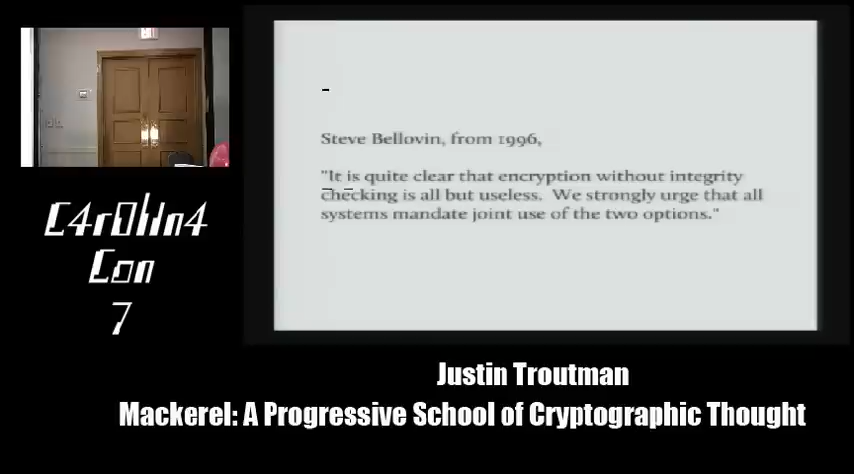 Steve Bellovin, from 1996,
"It is quite clear that encryption without integrity
checking is all but useless. We strongly urge that all
systems mandate joint use of the two options."
C4r0l1n4
Con
7
Justin Troutman
Mackerel: A Progressive School of Cryptographic Thought